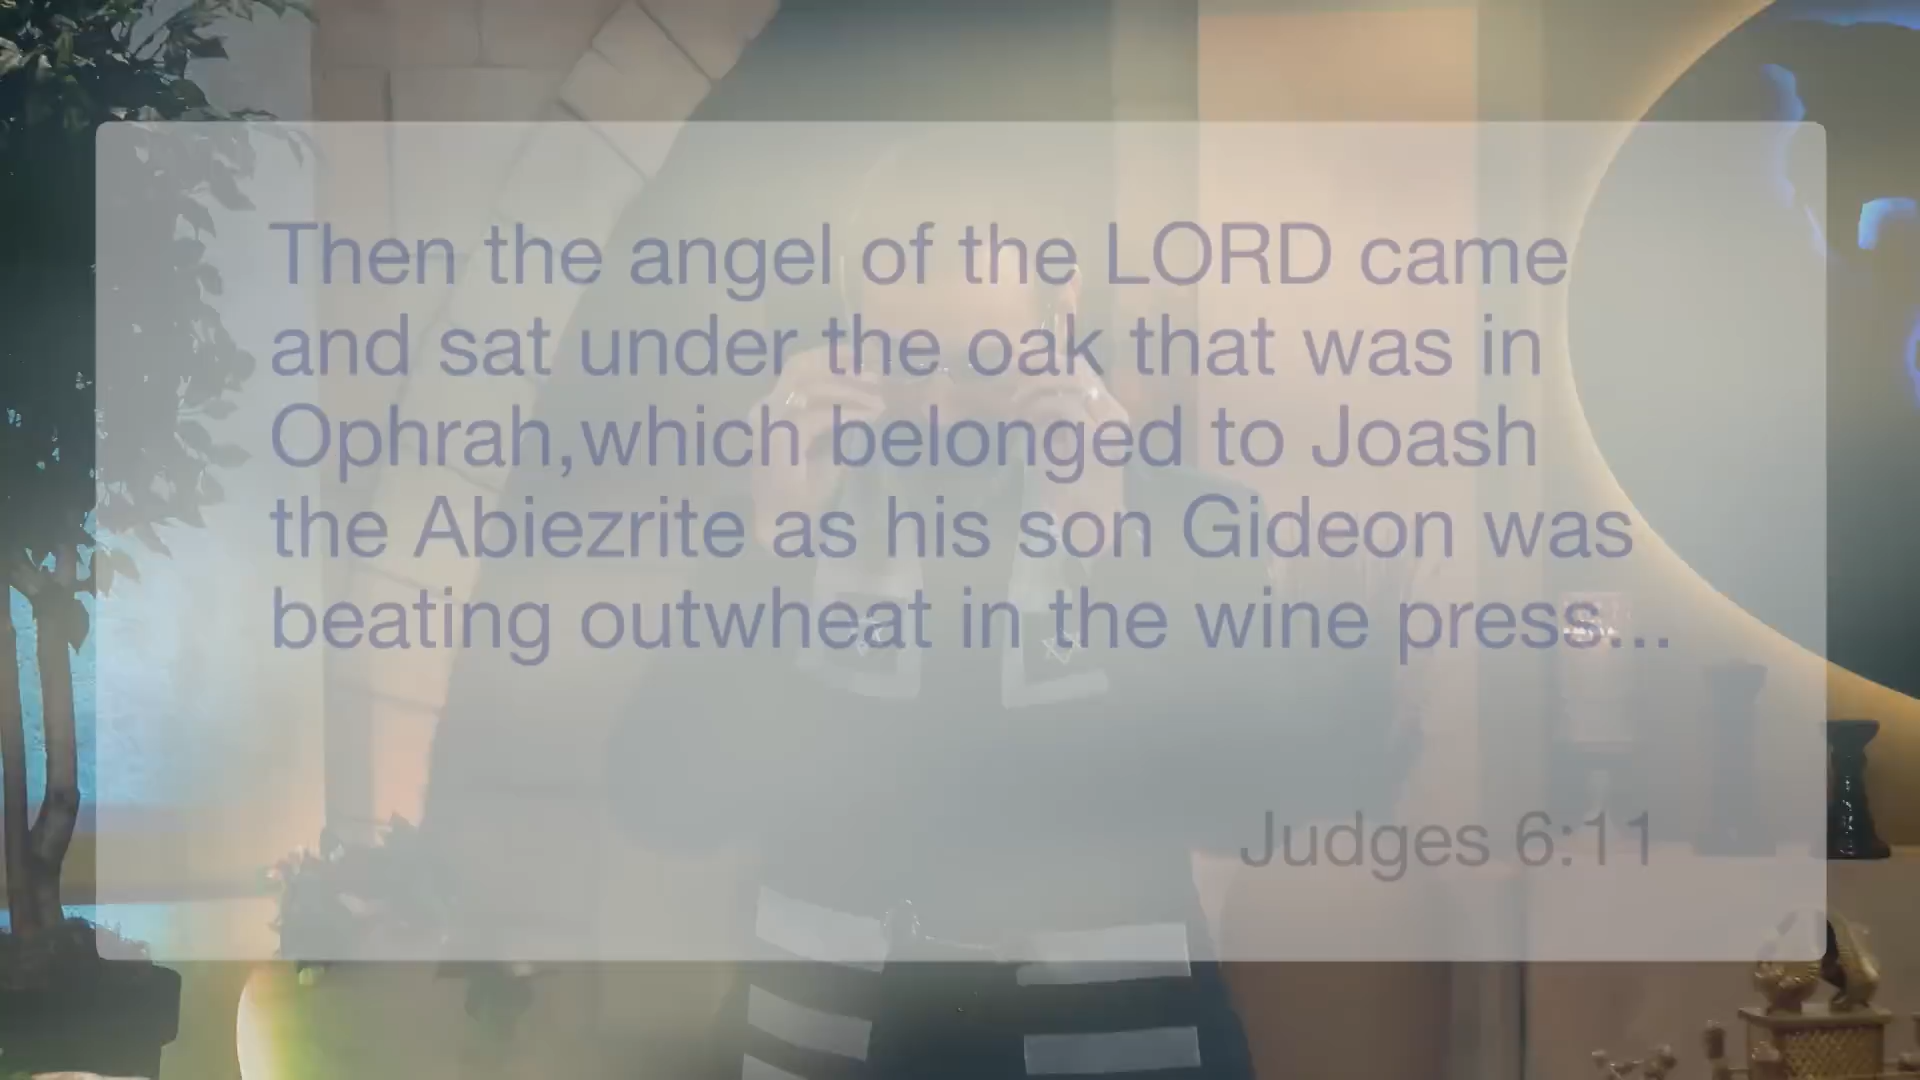 Then the angel of the LORD came
and sat under the oak that was in
Ophrah,which belonged to Joash
the Abiezrite as his son Gideon was
beating outwheat in the wine press...
Judges 6:11